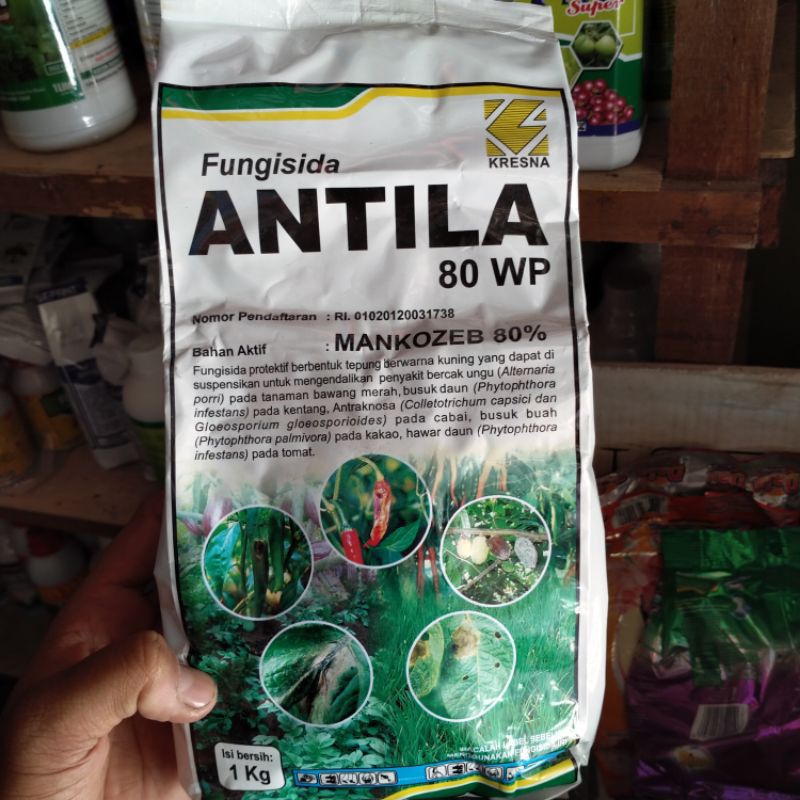 Super
KRESNA
Fungisida
ANTILA
80 WP
Nomor Pendaftaran : RI. 01020120031738
Bahan Aktif : MANKOZEB 80%
Fungisida protektif berbentuk tepung berwarna kuning yang dapat di
suspensikan untuk mengendalikan penyakit bercak ungu (Alternaria
porri) pada tanaman bawang merah, busuk daun (Phytophthora
infestans) pada kentang, Antraknosa (Colletotrichum capsici dan
Gloeosporium gloeosporioides) pada cabai, busuk buah
(Phytophthora palmivora) pada kakao, hawar daun (Phytophthora
infestans) pada tomat.
Isi bersih:
1 Kg